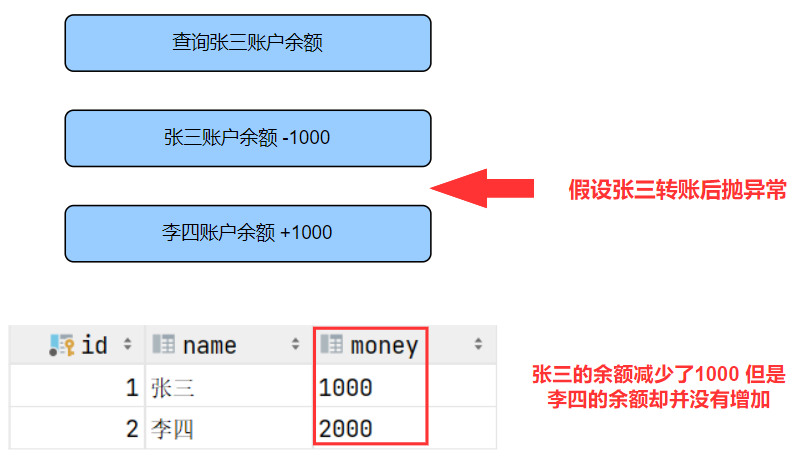 查询张三账户余额
张三账户余额 -1000
假设张三转账后抛异常
李四账户余额 +1000
id name money
1 张三 1000
2 李四 2000
张三的余额减少了1000 但是
李四的余额却并没有增加